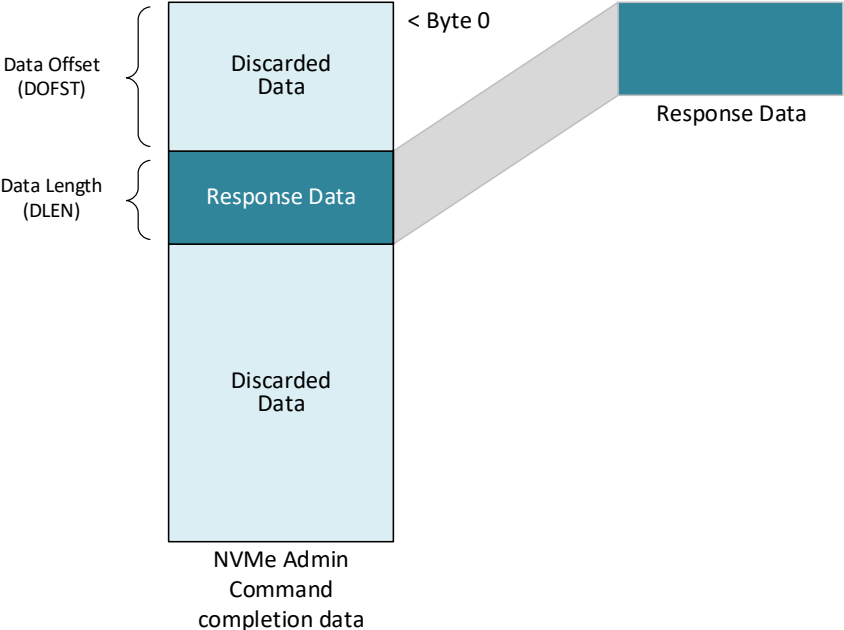 < Byte 0
Data Offset
(DOFST)
Discarded
Data
Response Data
Data Length
(DLEN)
Response Data
Discarded
Data
NVMe Admin
Command
completion data